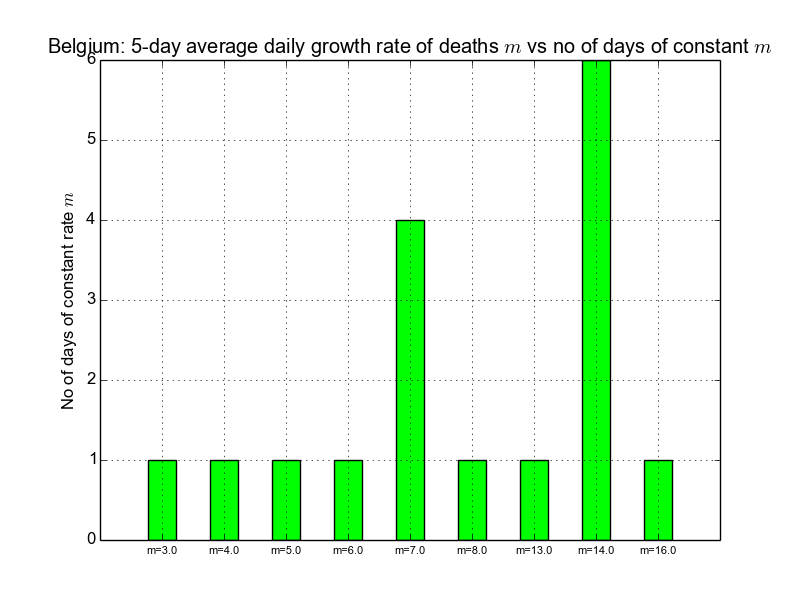 Belgium: 5-day average daily growth rate of deaths m vs no of days of constant m
No of days of constant rate m
6
5
4
3
2
1
0
m=3.0 m=4.0 m=5.0 m=6.0 m=7.0 m=8.0 m=13.0 m=14.0 m=16.0